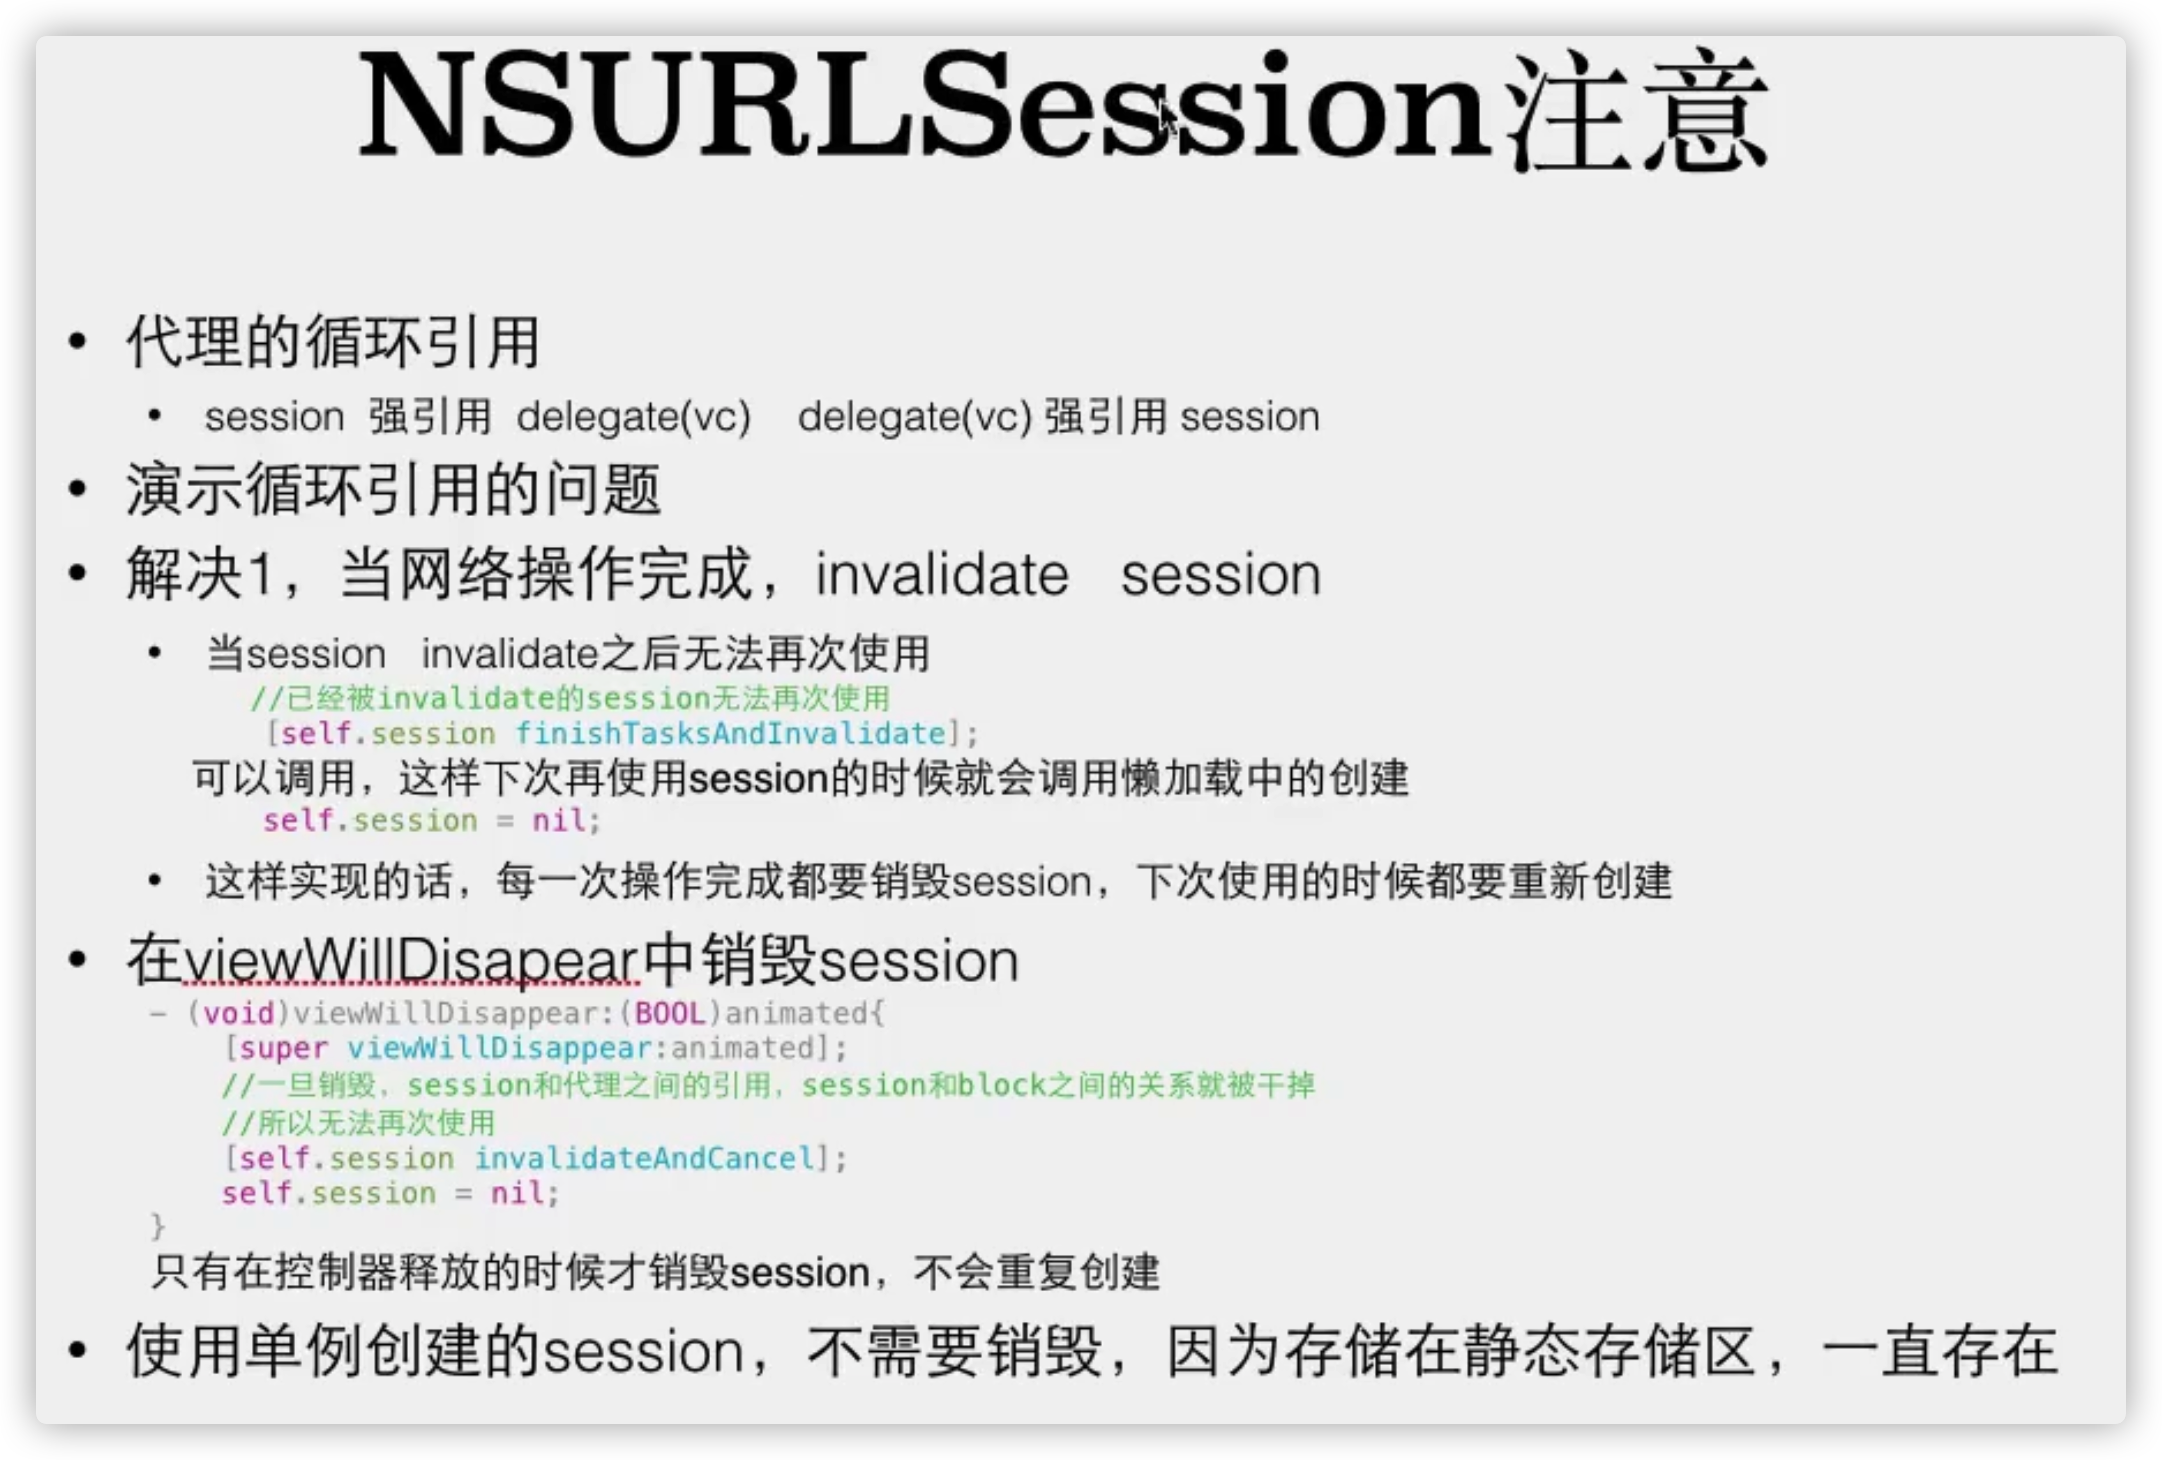 NSURLSession注意
• 代理的循环引用
• session 强引用 delegate(vc) delegate(vc) 强引用 session
• 演示循环引用的问题
• 解决1，当网络操作完成，invalidate session
• 当session invalidate之后无法再次使用
//已经被invalidate的session无法再次使用
[self.session finishTasksAndInvalidate];
可以调用，这样下次再使用session的时候就会调用懒加载中的创建
self.session = nil;
• 这样实现的话，每一次操作完成都要销毁session，下次使用的时候都要重新创建
• 在viewWillDisapear中销毁session
- (void)viewWillDisappear:(BOOL)animated{
[super viewWillDisappear:animated];
//一旦销毁，session和代理之间的引用，session和block之间的关系就被干掉
//所以无法再次使用
[self.session invalidateAndCancel];
self.session = nil;
}
只有在控制器释放的时候才销毁session，不会重复创建
• 使用单例创建的session，不需要销毁，因为存储在静态存储区，一直存在